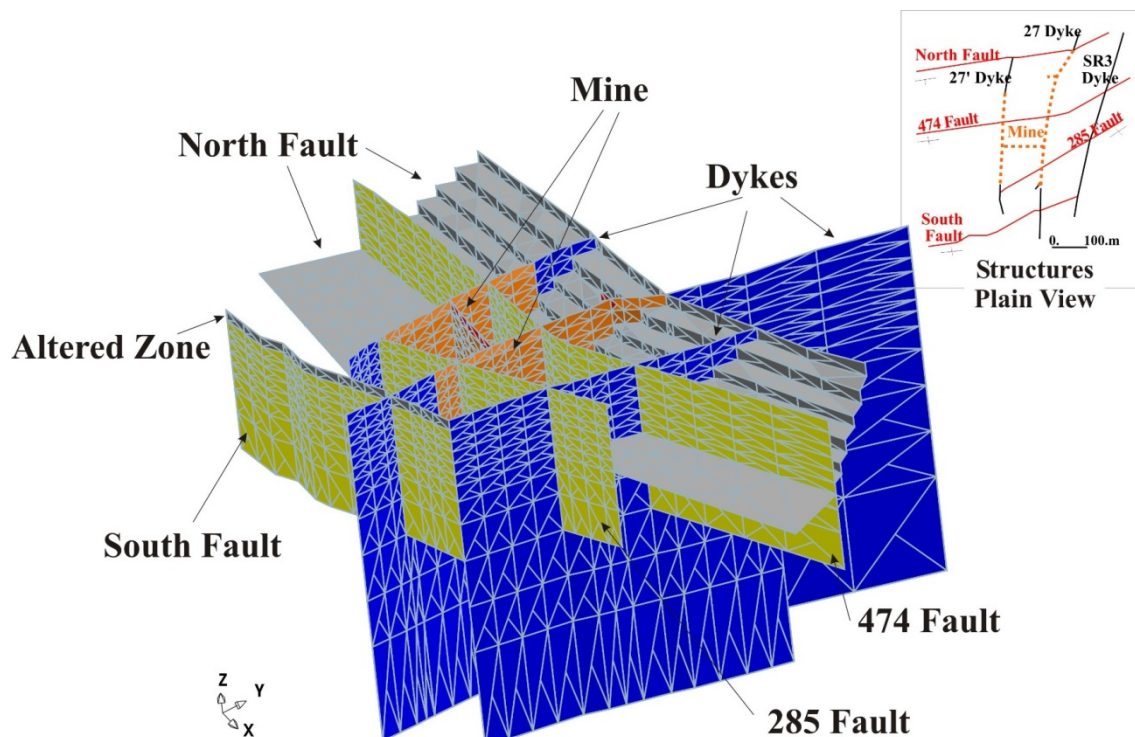 27 Dyke
North Fault
SR3
Dyke
27' Dyke
474 Fault
285 Fault
Mine
South
Fault
0. 100.m
Structures
Plain View
Mine
North Fault
Dykes
Altered Zone
South Fault
474 Fault
285 Fault
Z
Y
X